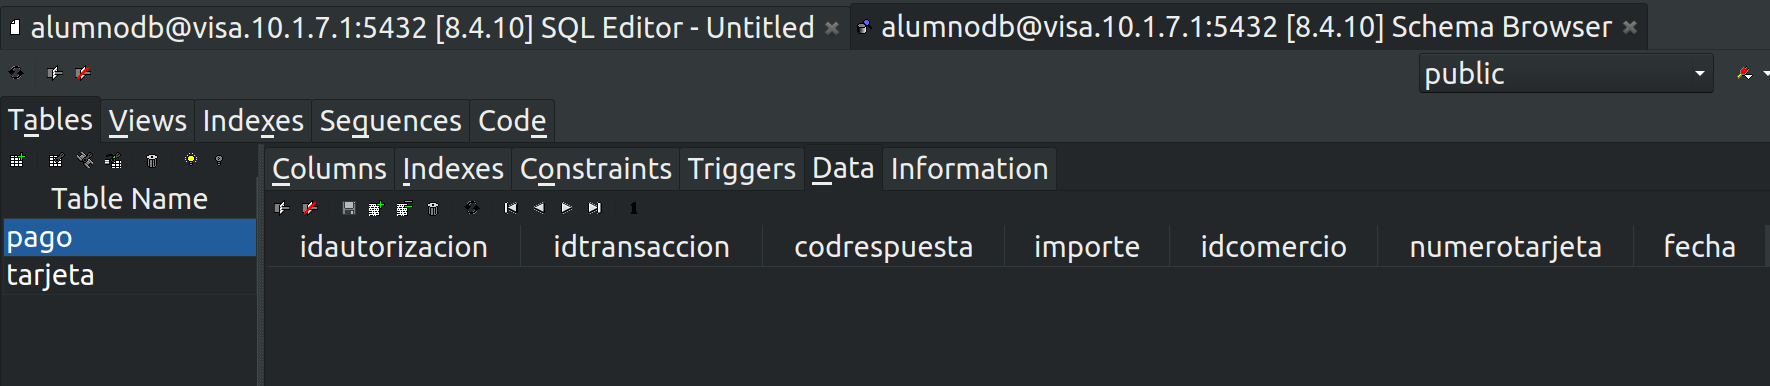 alumnodb@visa.10.1.7.1:5432 [8.4.10] SQL Editor - Untitled alumnodb@visa.10.1.7.1:5432 [8.4.10] Schema Browser
public
Tables Views Indexes Sequences Code
Columns Indexes Constraints Triggers Data Information
Table Name
1
pago
idautorizacion idtransaccion codrespuesta importe idcomercio numerotarjeta fecha
tarjeta